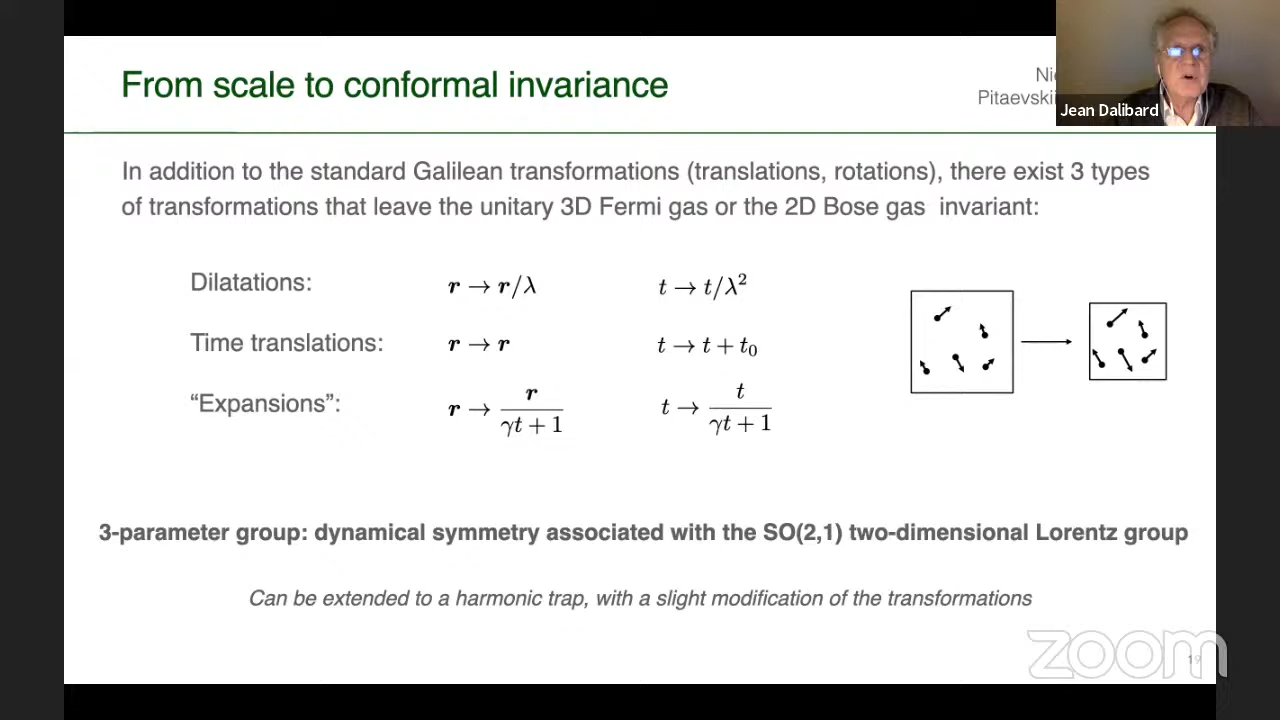 From scale to conformal invariance
Jean Dalibard
In addition to the standard Galilean transformations (translations, rotations), there exist 3 types
of transformations that leave the unitary 3D Fermi gas or the 2D Bose gas invariant:
Dilatations: r → r/λ t → t/λ²
Time translations: r → r t → t + t₀
“Expansions”: r → r/(γt + 1) t → t/(γt + 1)
3-parameter group: dynamical symmetry associated with the SO(2,1) two-dimensional Lorentz group
Can be extended to a harmonic trap, with a slight modification of the transformations
zoom
19